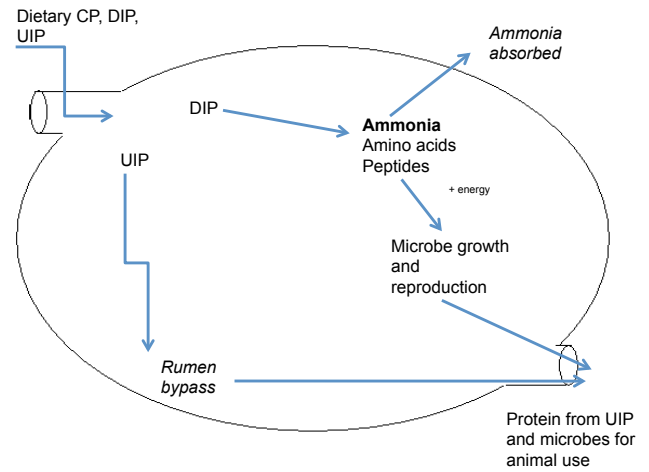 Dietary CP, DIP,
UIP
Ammonia
absorbed
DIP
Ammonia
Amino acids
Peptides
UIP
+ energy
Microbe growth
and
reproduction
Rumen
bypass
Protein from UIP
and microbes for
animal use